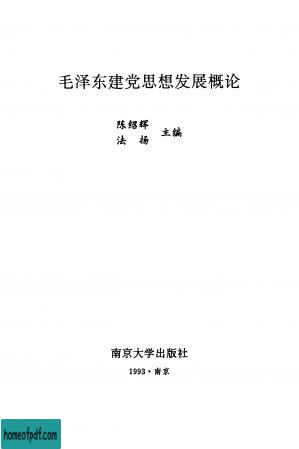 毛泽东建党思想发展概论
陈绍辉
法 扬 主编
南京大学出版社
1993·南京
homeofpdf.com